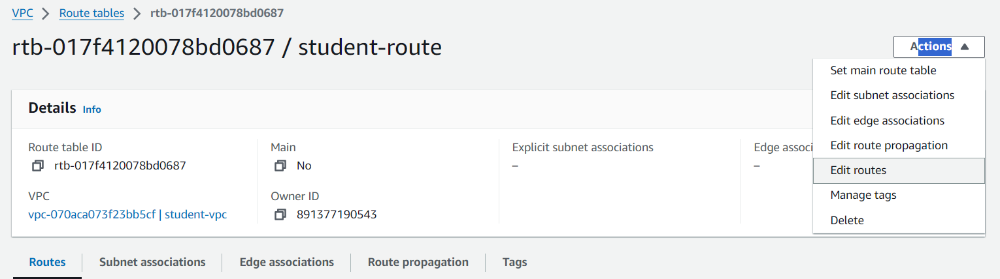 VPC > Route tables > rtb-017f4120078bd0687
rtb-017f4120078bd0687 / student-route
Actions
Set main route table
Edit subnet associations
Edit edge associations
Edit route propagation
Edit routes
Manage tags
Delete
Details Info
Route table ID
rtb-017f4120078bd0687
Main
No
Explicit subnet associations
–
Edge associ
–
VPC
vpc-070aca073f23bb5cf | student-vpc
Owner ID
891377190543
Routes Subnet associations Edge associations Route propagation Tags